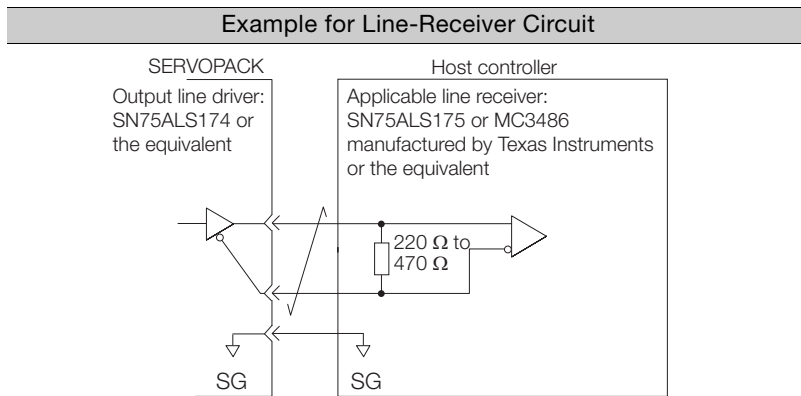 Example for Line-Receiver Circuit
SERVOPACK
Host controller
Output line driver:
SN75ALS174 or
the equivalent
Applicable line receiver:
SN75ALS175 or MC3486
manufactured by Texas Instruments
or the equivalent
220 Ω to
470 Ω
SG
SG